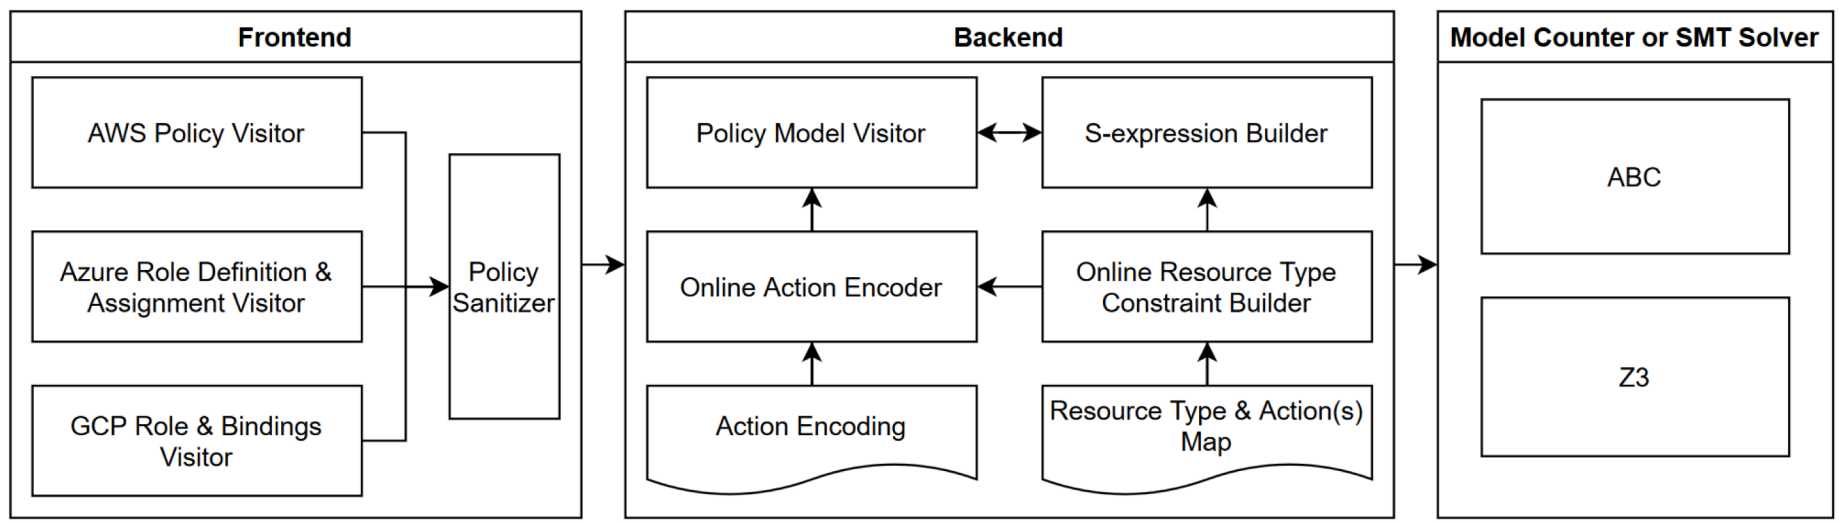 Frontend
AWS Policy Visitor
Azure Role Definition &
Assignment Visitor
GCP Role & Bindings
Visitor
Policy
Sanitizer
Backend
Policy Model Visitor
S-expression Builder
Online Action Encoder
Online Resource Type
Constraint Builder
Action Encoding
Resource Type & Action(s)
Map
Model Counter or SMT Solver
ABC
Z3